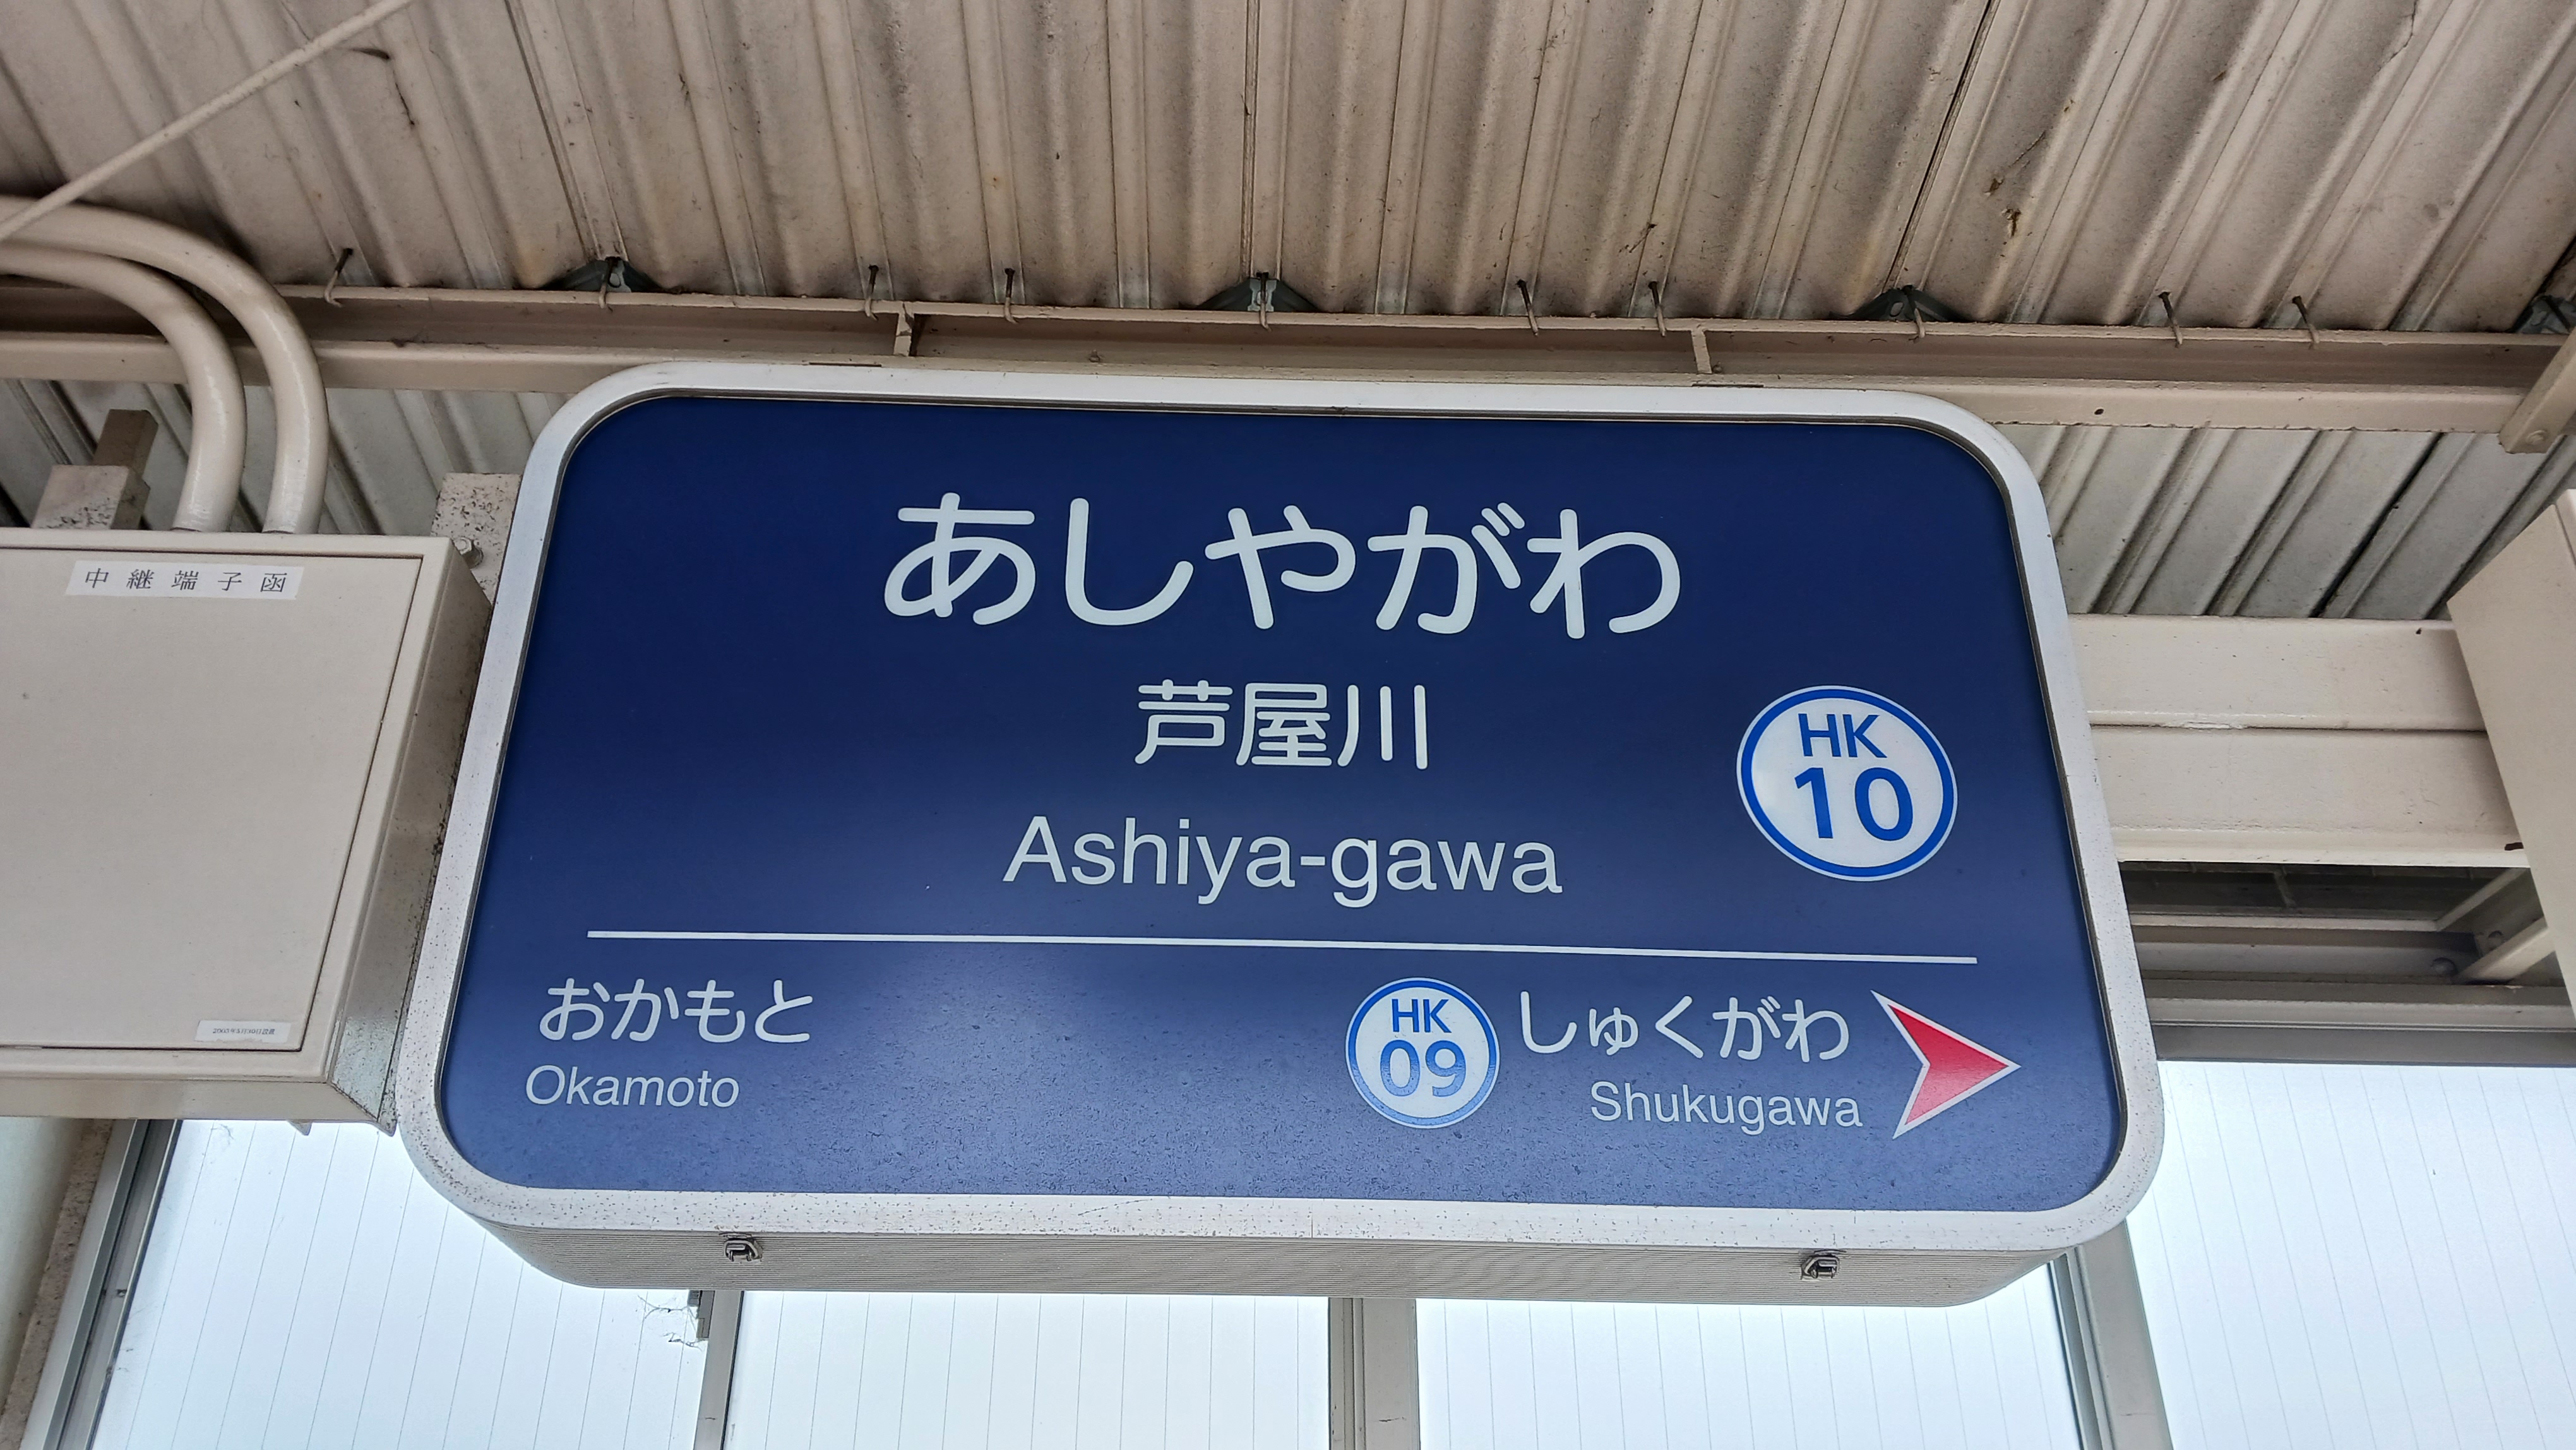 中継端子函
あしやがわ
芦屋川
HK
10
Ashiya-gawa
おかもと
Okamoto
HK
09
しゅくがわ
Shukugawa